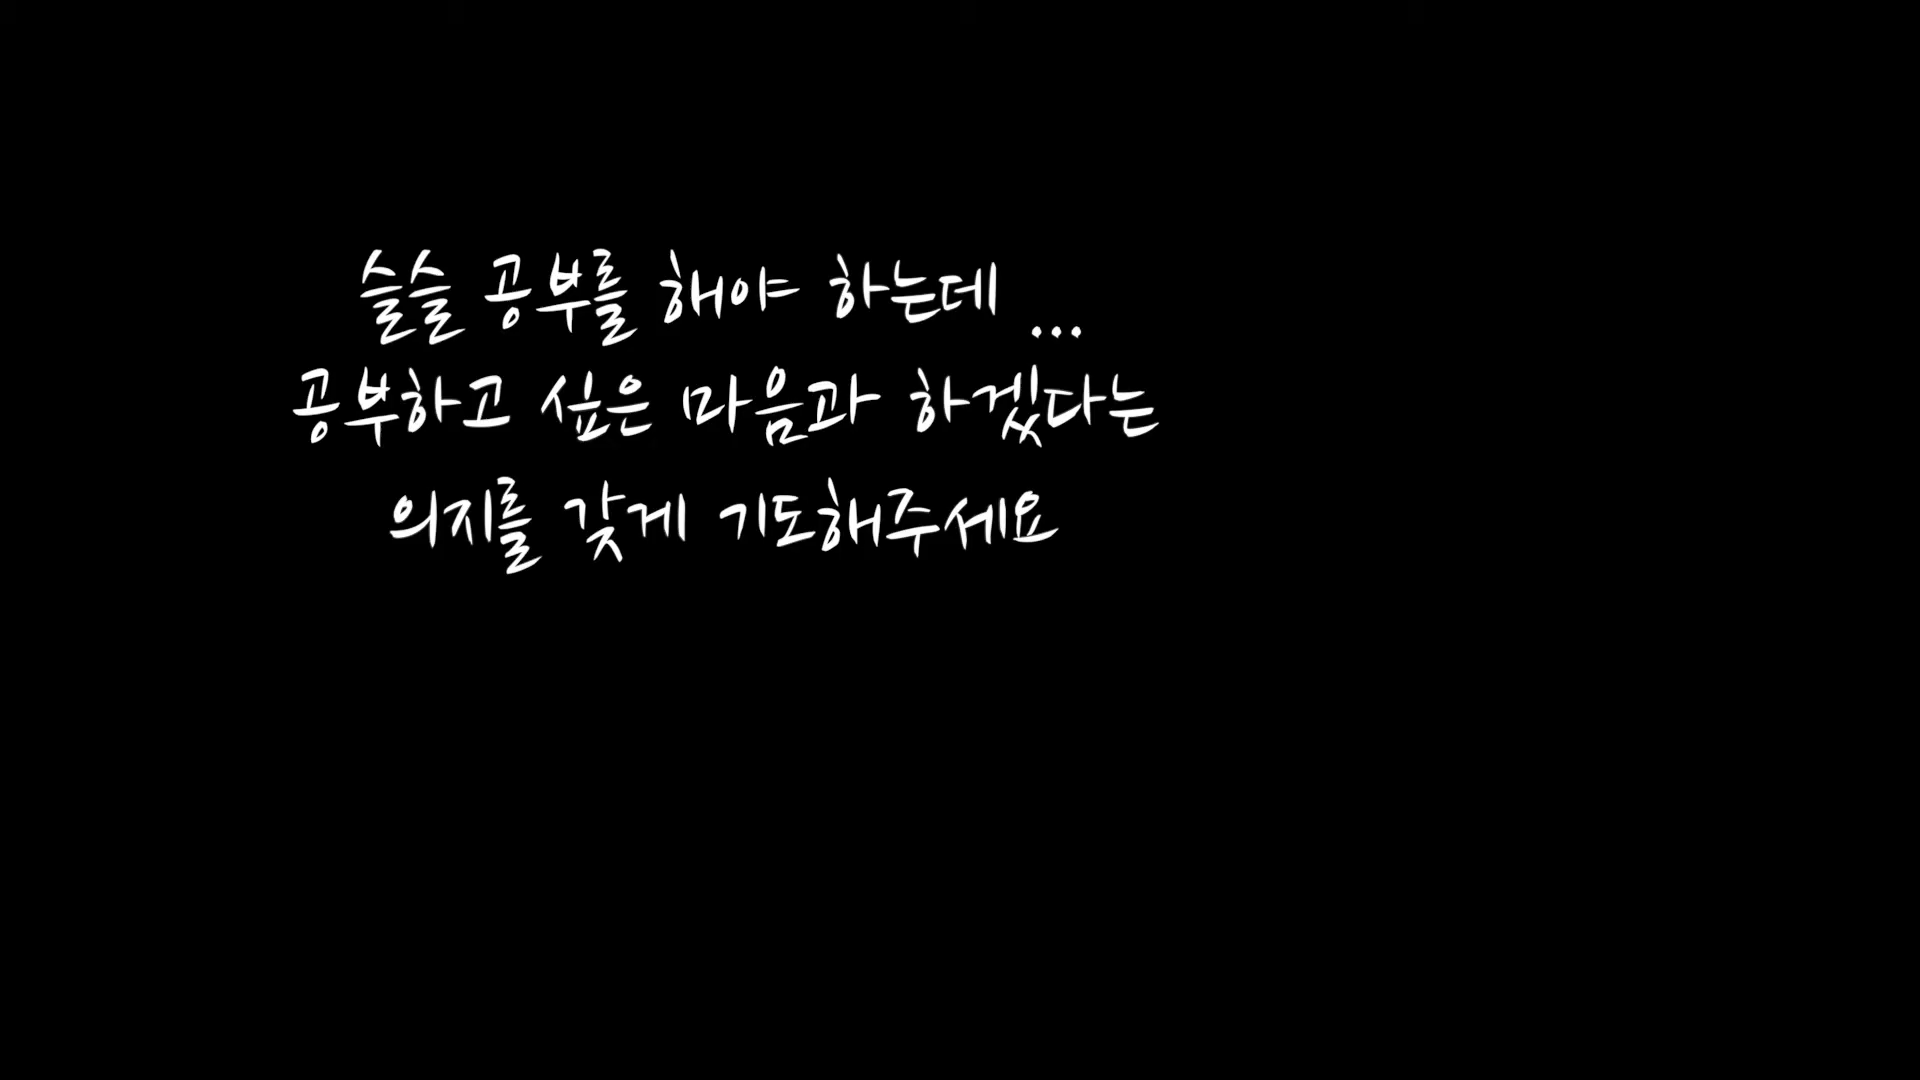 슬슬 공부를 해야 하는데 ...
공부하고 싶은 마음과 하겠다는
의지를 갖게 기도해주세요